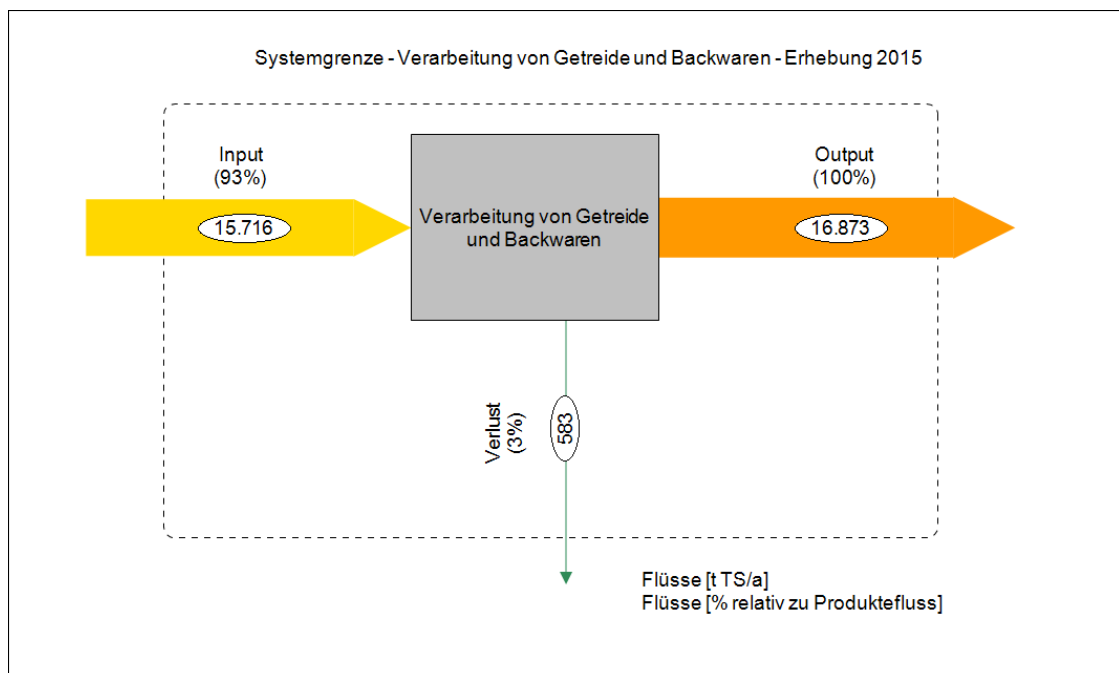 Systemgrenze - Verarbeitung von Getreide und Backwaren - Erhebung 2015
Input
(93%)
Output
(100%)
15.716
Verarbeitung von Getreide
und Backwaren
16.873
Verlust
(3%)
583
Flüsse [t TS/a]
Flüsse [% relativ zu Produktefluss]